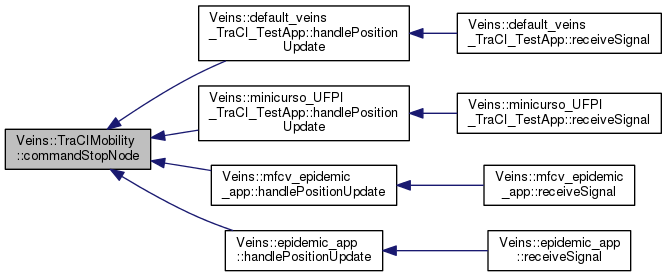 Veins::default_veins
_TraCI_TestApp::handlePosition
Update
Veins::default_veins
_TraCI_TestApp::receiveSignal
Veins::minicurso_UFPI
_TraCI_TestApp::handlePosition
Update
Veins::minicurso_UFPI
_TraCI_TestApp::receiveSignal
Veins::TraCIMobility
::commandStopNode
Veins::mfcv_epidemic
_app::handlePositionUpdate
Veins::mfcv_epidemic
_app::receiveSignal
Veins::epidemic_app
::handlePositionUpdate
Veins::epidemic_app
::receiveSignal